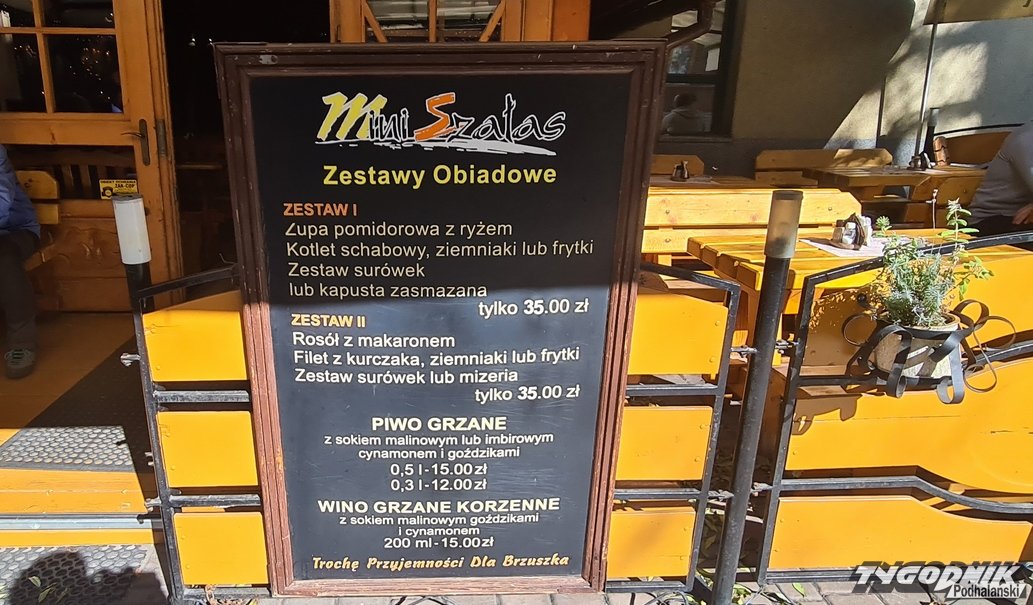 Mini Szałas
Zestawy Obiadowe
ZESTAW I
Zupa pomidorowa z ryżem
Kotlet schabowy, ziemniaki lub frytki
Zestaw surówek
lub kapusta zasmażana
tylko 35.00 zł
ZESTAW II
Rosół z makaronem
Filet z kurczaka, ziemniaki lub frytki
Zestaw surówek lub mizeria
tylko 35.00 zł
PIWO GRZANE
z sokiem malinowym lub imbirowym
cynamonem i goździkami
0,5 l - 15.00 zł
0,3 l - 12.00 zł
WINO GRZANE KORZENNE
z sokiem malinowym goździkami
i cynamonem
200 ml - 15.00 zł
Trochę Przyjemności Dla Brzuszka
TYGODNIK
Podhalański